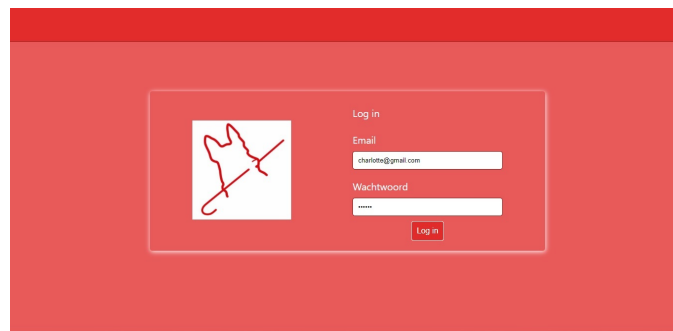 Log in
Email
charlotte@gmail.com
Wachtwoord
••••••
Log in